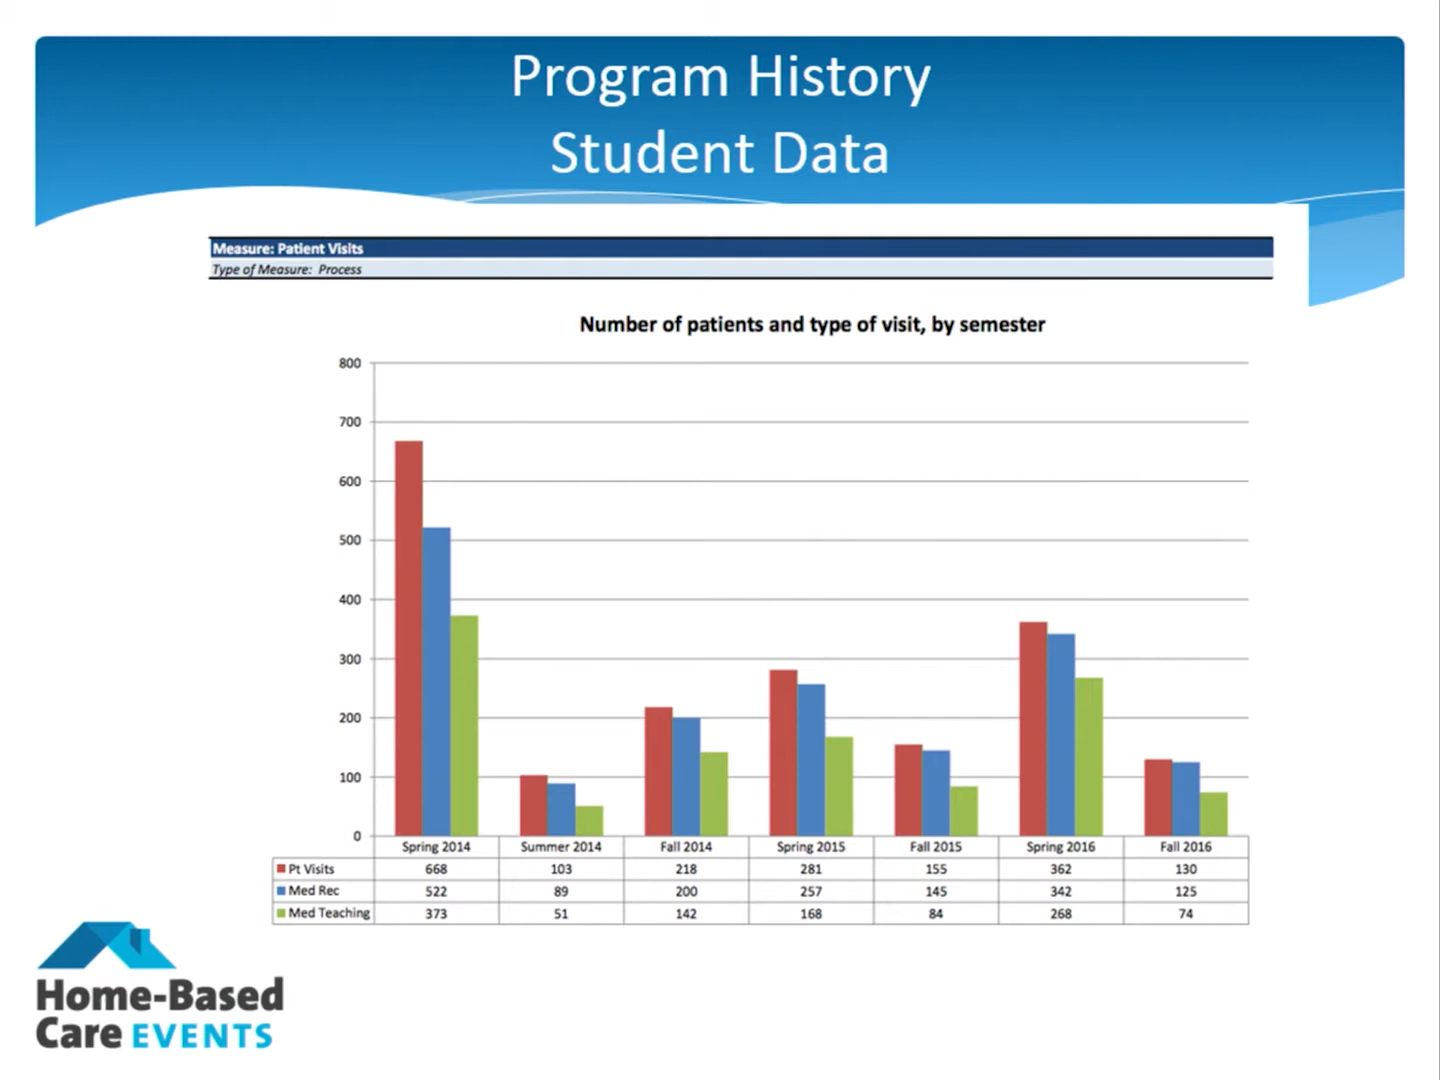 Program History
Student Data
Measure: Patient Visits
Type of Measure: Process
Number of patients and type of visit, by semester
800
700
600
500
400
300
200
100
0
Spring 2014 Summer 2014 Fall 2014 Spring 2015 Fall 2015 Spring 2016 Fall 2016
Pt Visits 668 103 218 281 155 362 130
Med Rec 522 89 200 257 145 342 125
Med Teaching 373 51 142 168 84 268 74
Home-Based
Care EVENTS